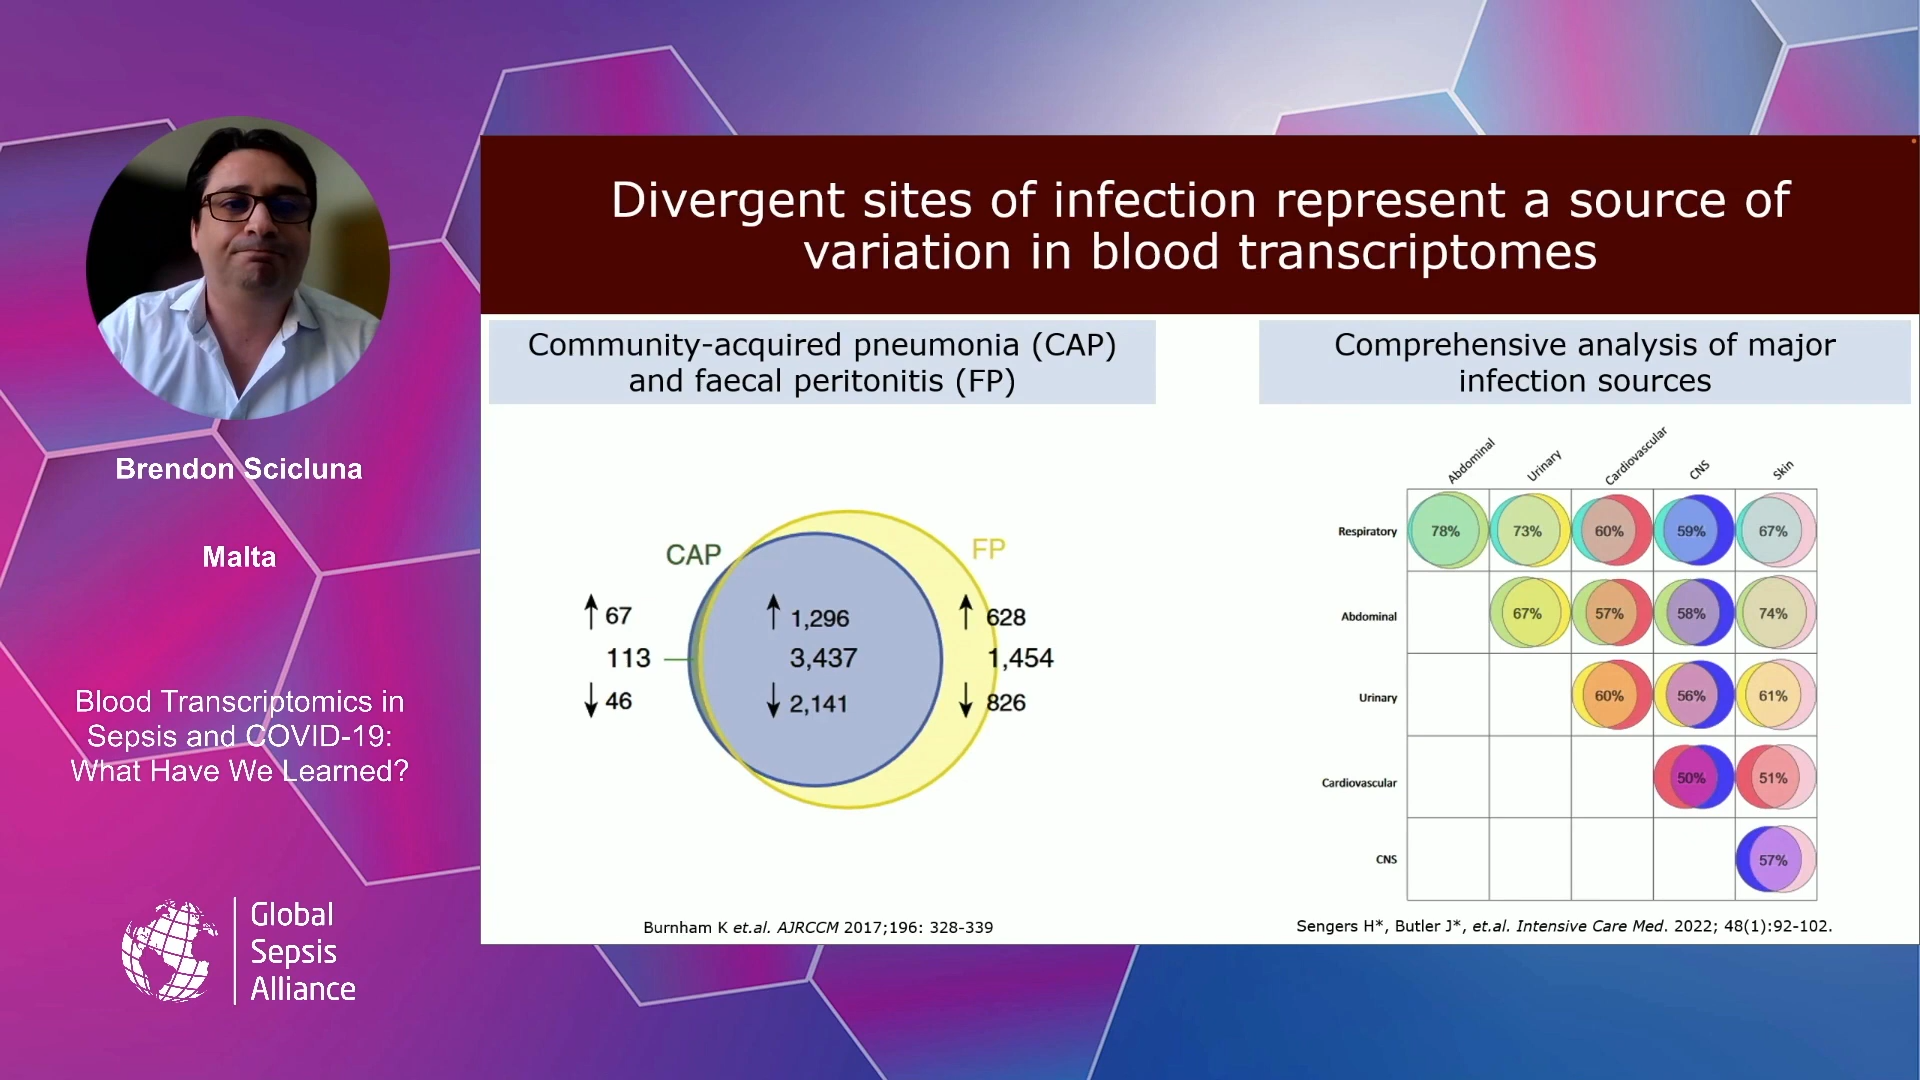 Brendon Scicluna
Malta
Blood Transcriptomics in
Sepsis and COVID-19:
What Have We Learned?
Global
Sepsis
Alliance
Divergent sites of infection represent a source of
variation in blood transcriptomes
Community-acquired pneumonia (CAP)
and faecal peritonitis (FP)
CAP
FP
↑ 67
↑ 1,296
↑ 628
113
3,437
1,454
↓ 46
↓ 2,141
↓ 826
Burnham K et.al. AJRCCM 2017;196: 328-339
Comprehensive analysis of major
infection sources
Abdominal
Urinary
Cardiovascular
CNS
Skin
Respiratory 78% 73% 60% 59% 67%
Abdominal 67% 57% 58% 74%
Urinary 60% 56% 61%
Cardiovascular 50% 51%
CNS 57%
Sengers H*, Butler J*, et.al. Intensive Care Med. 2022; 48(1):92-102.